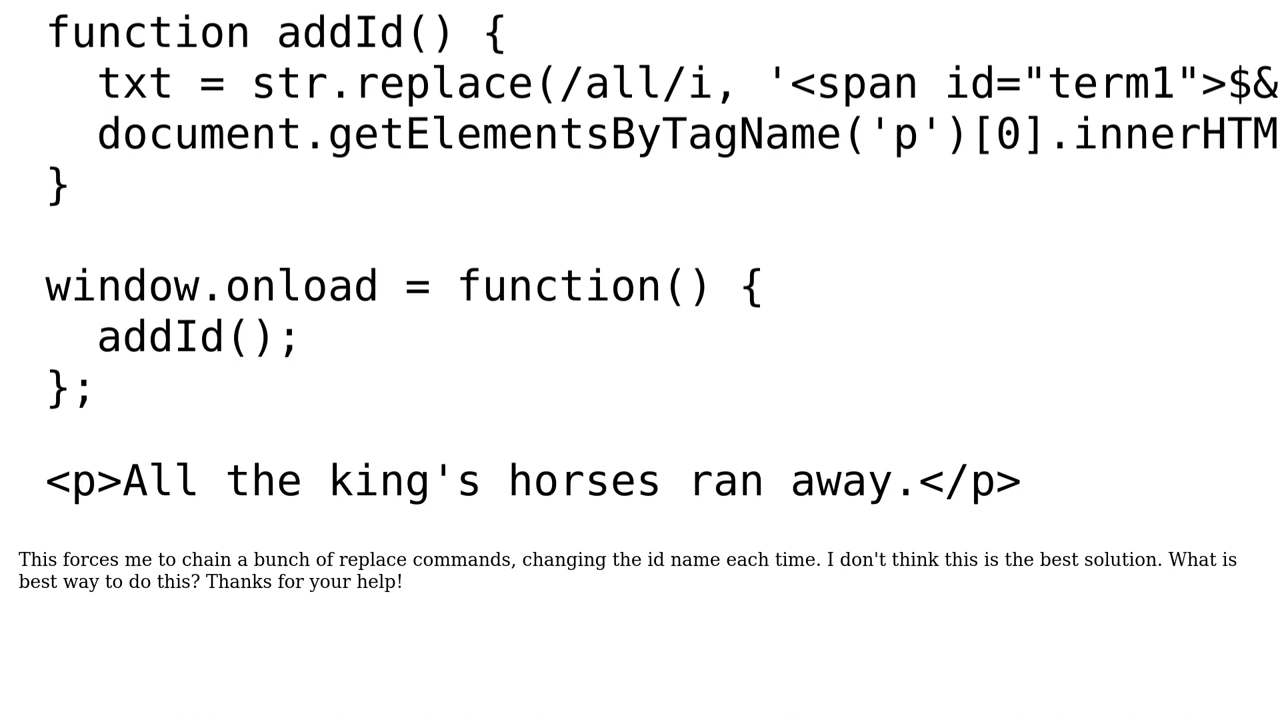 function addId() {
txt = str.replace(/all/i, '<span id="term1">$&
document.getElementsByTagName('p')[0].innerHTM
}
window.onload = function() {
addId();
};
<p>All the king's horses ran away.</p>
This forces me to chain a bunch of replace commands, changing the id name each time. I don't think this is the best solution. What is
best way to do this? Thanks for your help!